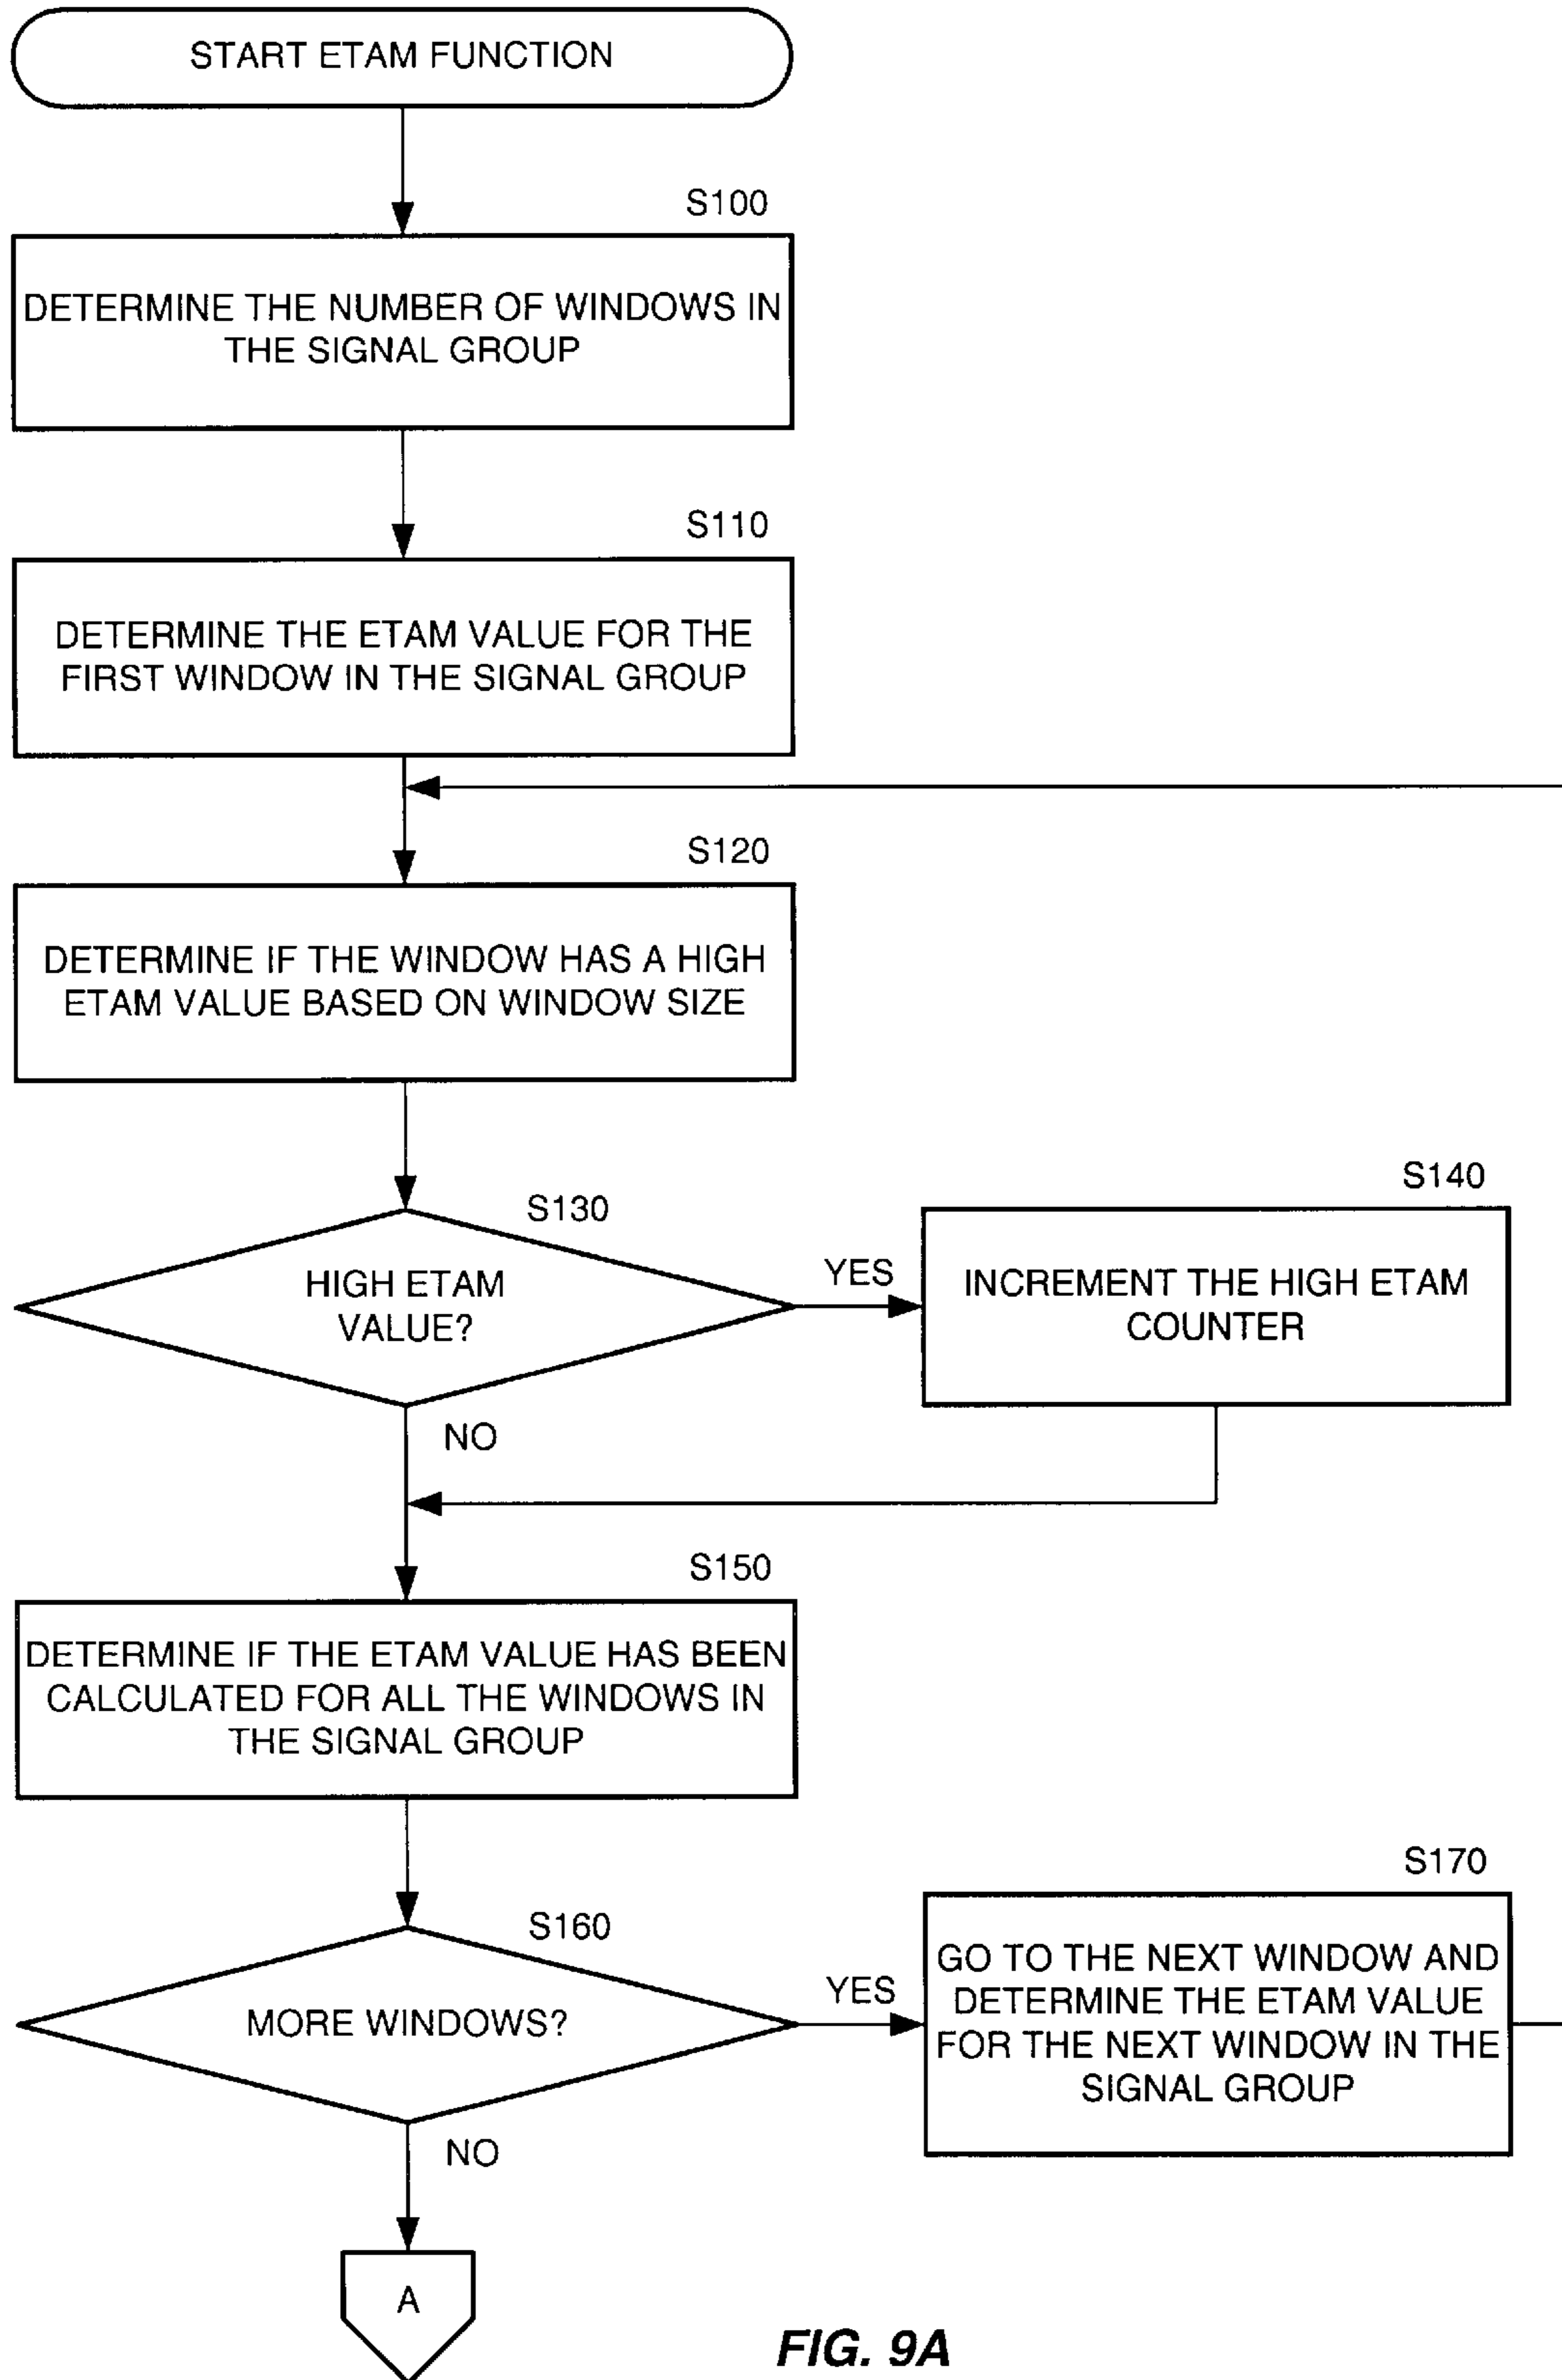 START ETAM FUNCTION
S100
DETERMINE THE NUMBER OF WINDOWS IN
THE SIGNAL GROUP
S110
DETERMINE THE ETAM VALUE FOR THE
FIRST WINDOW IN THE SIGNAL GROUP
S120
DETERMINE IF THE WINDOW HAS A HIGH
ETAM VALUE BASED ON WINDOW SIZE
S130
HIGH ETAM
VALUE?
YES
S140
INCREMENT THE HIGH ETAM
COUNTER
NO
S150
DETERMINE IF THE ETAM VALUE HAS BEEN
CALCULATED FOR ALL THE WINDOWS IN
THE SIGNAL GROUP
S160
MORE WINDOWS?
YES
S170
GO TO THE NEXT WINDOW AND
DETERMINE THE ETAM VALUE
FOR THE NEXT WINDOW IN THE
SIGNAL GROUP
NO
A
FIG. 9A